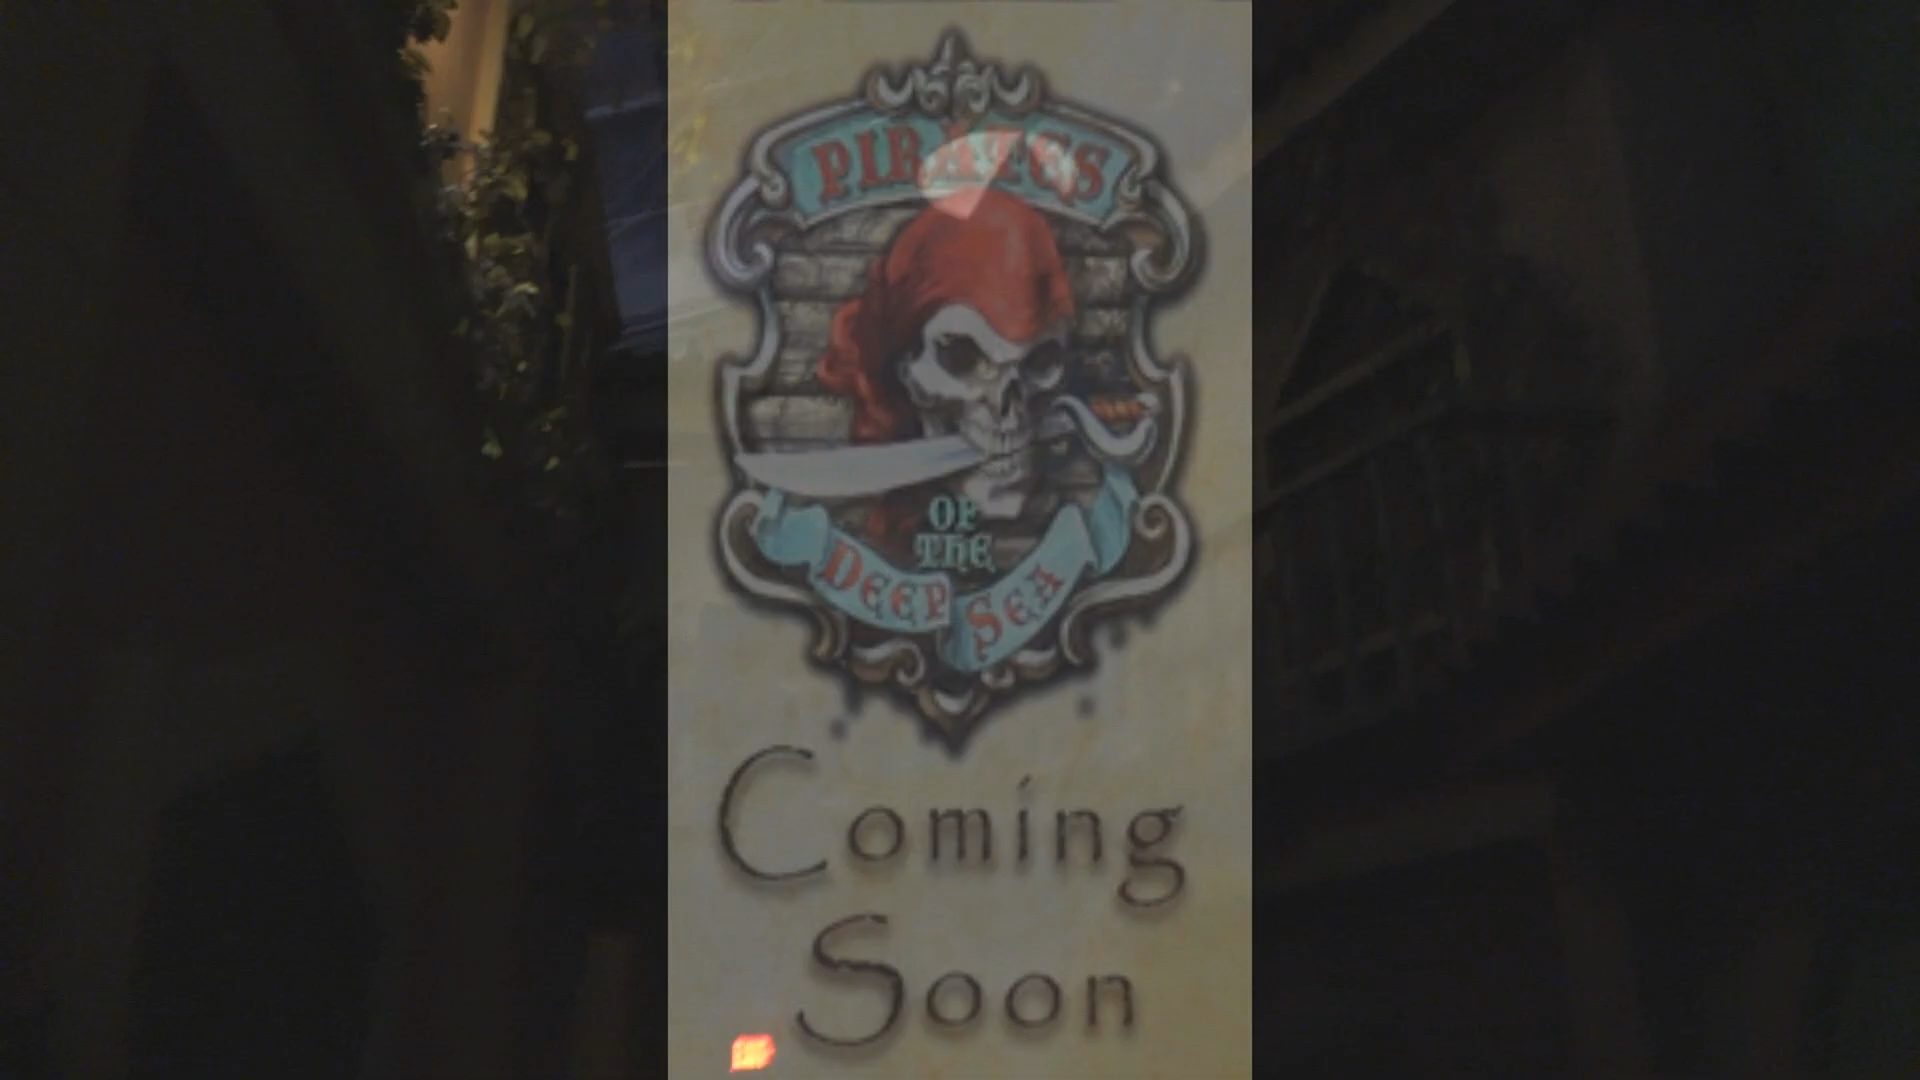 PIRATES
OF
THE
DEEP SEA
Coming
Soon